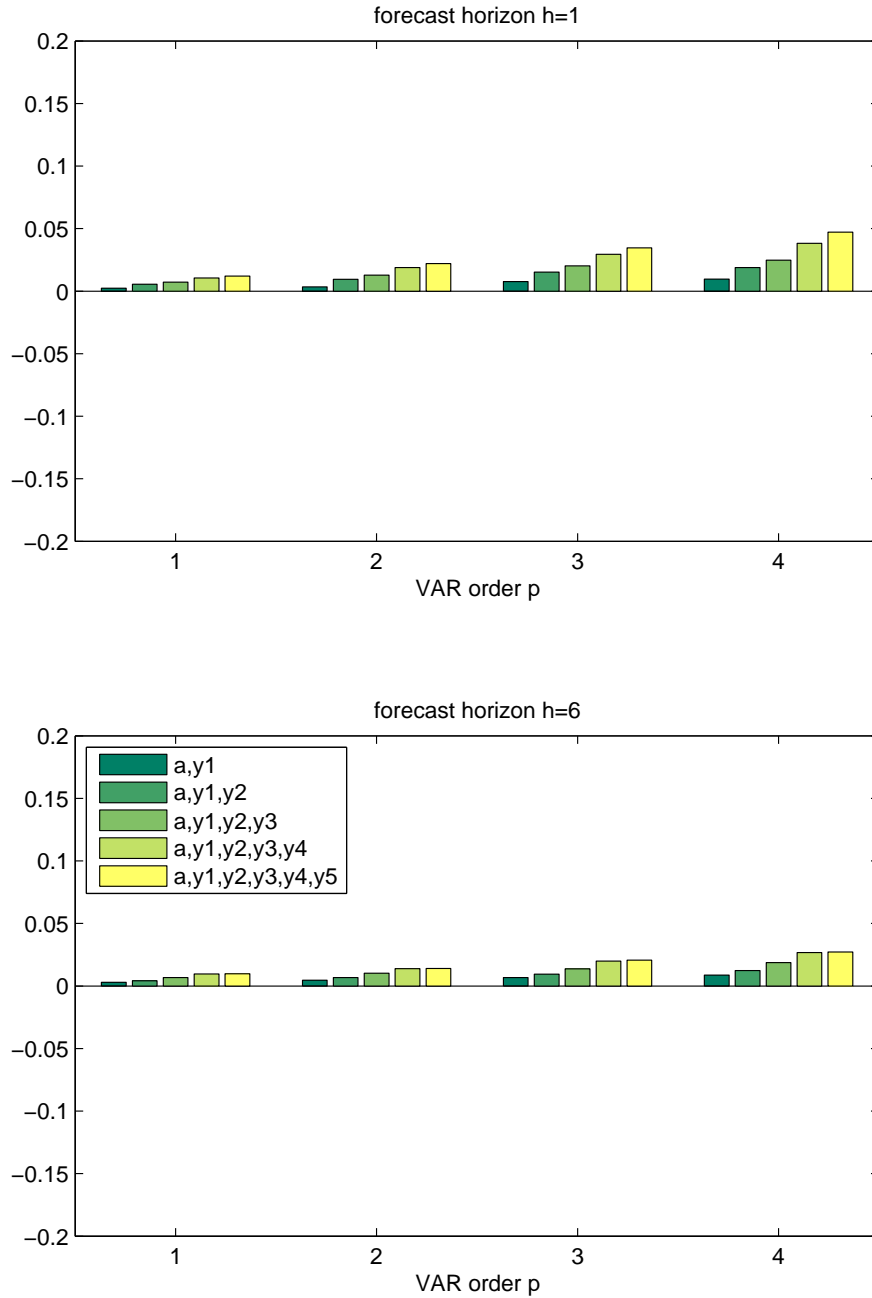 forecast horizon h=1
0.2
0.15
0.1
0.05
0
−0.05
−0.1
−0.15
−0.2
1 2 3 4
VAR order p
forecast horizon h=6
0.2
0.15
0.1
0.05
0
−0.05
−0.1
−0.15
−0.2
a,y1
a,y1,y2
a,y1,y2,y3
a,y1,y2,y3,y4
a,y1,y2,y3,y4,y5
1 2 3 4
VAR order p